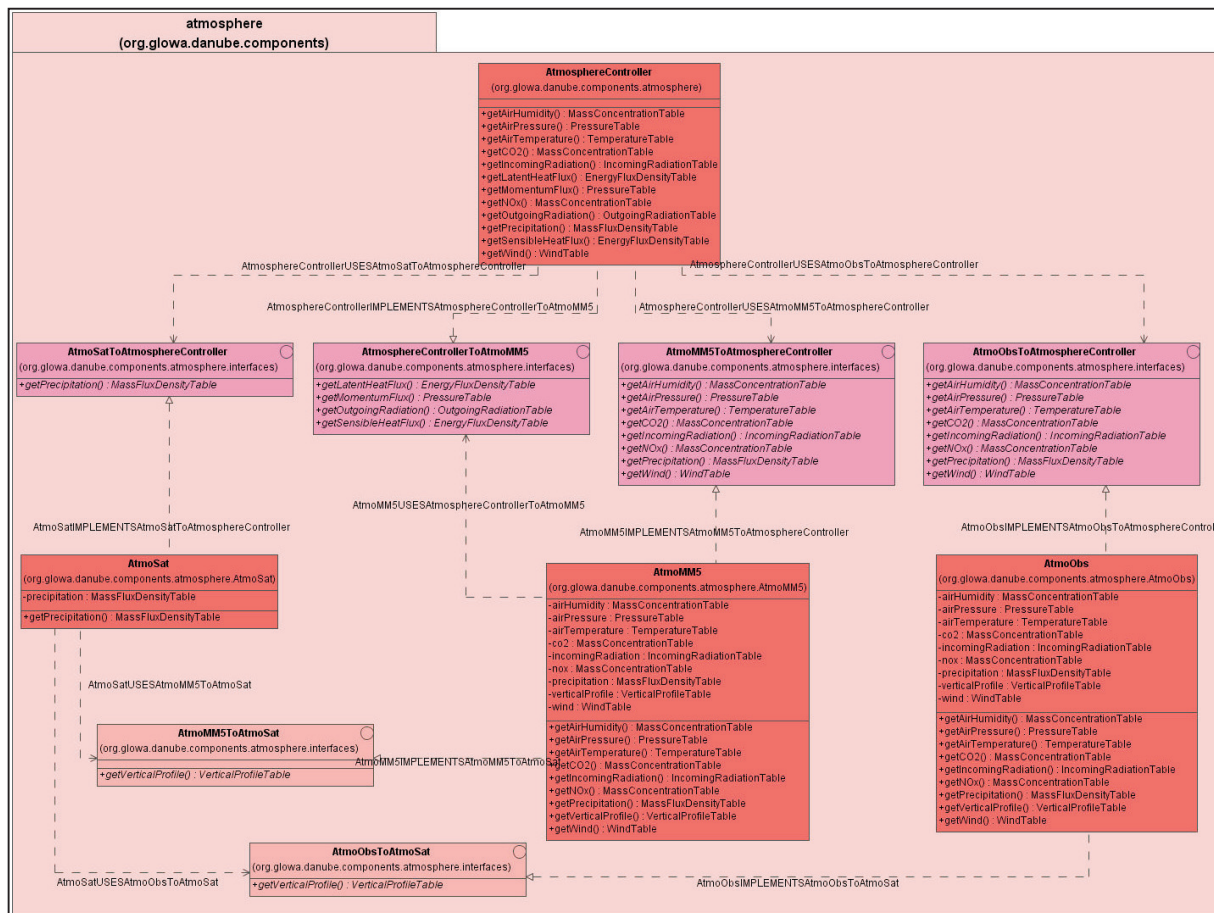 atmosphere
(org.glowa.danube.components)
AtmosphereController
(org.glowa.danube.components.atmosphere)
+getAirHumidity() : MassConcentrationTable
+getAirPressure() : PressureTable
+getAirTemperature() : TemperatureTable
+getCO2() : MassConcentrationTable
+getIncomingRadiation() : IncomingRadiationTable
+getLatentHeatFlux() : EnergyFluxDensityTable
+getMomentumFlux() : PressureTable
+getNOx() : MassConcentrationTable
+getOutgoingRadiation() : OutgoingRadiationTable
+getPrecipitation() : MassFluxDensityTable
+getSensibleHeatFlux() : EnergyFluxDensityTable
+getWind() : WindTable
AtmosphereControllerUSESAtmoSatToAtmosphereController
AtmosphereControllerUSESAtmoObsToAtmosphereController
AtmosphereControllerIMPLEMENTSAtmosphereControllerToAtmoMM5
AtmosphereControllerUSESAtmoMM5ToAtmosphereController
AtmoSatToAtmosphereController
(org.glowa.danube.components.atmosphere.interfaces)
+getPrecipitation() : MassFluxDensityTable
AtmosphereControllerToAtmoMM5
(org.glowa.danube.components.atmosphere.interfaces)
+getLatentHeatFlux() : EnergyFluxDensityTable
+getMomentumFlux() : PressureTable
+getOutgoingRadiation() : OutgoingRadiationTable
+getSensibleHeatFlux() : EnergyFluxDensityTable
AtmoMM5ToAtmosphereController
(org.glowa.danube.components.atmosphere.interfaces)
+getAirHumidity() : MassConcentrationTable
+getAirPressure() : PressureTable
+getAirTemperature() : TemperatureTable
+getCO2() : MassConcentrationTable
+getIncomingRadiation() : IncomingRadiationTable
+getNOx() : MassConcentrationTable
+getPrecipitation() : MassFluxDensityTable
+getWind() : WindTable
AtmoObsToAtmosphereController
(org.glowa.danube.components.atmosphere.interfaces)
+getAirHumidity() : MassConcentrationTable
+getAirPressure() : PressureTable
+getAirTemperature() : TemperatureTable
+getCO2() : MassConcentrationTable
+getIncomingRadiation() : IncomingRadiationTable
+getNOx() : MassConcentrationTable
+getPrecipitation() : MassFluxDensityTable
+getWind() : WindTable
AtmoSatIMPLEMENTSAtmoSatToAtmosphereController
AtmoMM5USESAtmosphereControllerToAtmoMM5
AtmoMM5IMPLEMENTSAtmoMM5ToAtmosphereController
AtmoObsIMPLEMENTSAtmoObsToAtmosphereControl
AtmoSat
(org.glowa.danube.components.atmosphere.AtmoSat)
-precipitation : MassFluxDensityTable
+getPrecipitation() : MassFluxDensityTable
AtmoMM5
(org.glowa.danube.components.atmosphere.AtmoMM5)
-airHumidity : MassConcentrationTable
-airPressure : PressureTable
-airTemperature : TemperatureTable
-co2 : MassConcentrationTable
-incomingRadiation : IncomingRadiationTable
-nox : MassConcentrationTable
-precipitation : MassFluxDensityTable
-verticalProfile : VerticalProfileTable
-wind : WindTable
+getAirHumidity() : MassConcentrationTable
+getAirPressure() : PressureTable
+getAirTemperature() : TemperatureTable
+getCO2() : MassConcentrationTable
+getIncomingRadiation() : IncomingRadiationTable
+getNOx() : MassConcentrationTable
+getPrecipitation() : MassFluxDensityTable
+getVerticalProfile() : VerticalProfileTable
+getWind() : WindTable
AtmoObs
(org.glowa.danube.components.atmosphere.AtmoObs)
-airHumidity : MassConcentrationTable
-airPressure : PressureTable
-airTemperature : TemperatureTable
-co2 : MassConcentrationTable
-incomingRadiation : IncomingRadiationTable
-nox : MassConcentrationTable
-precipitation : MassFluxDensityTable
-verticalProfile : VerticalProfileTable
-wind : WindTable
+getAirHumidity() : MassConcentrationTable
+getAirPressure() : PressureTable
+getAirTemperature() : TemperatureTable
+getCO2() : MassConcentrationTable
+getIncomingRadiation() : IncomingRadiationTable
+getNOx() : MassConcentrationTable
+getPrecipitation() : MassFluxDensityTable
+getVerticalProfile() : VerticalProfileTable
+getWind() : WindTable
AtmoSatUSESAtmoMM5ToAtmoSat
AtmoMM5ToAtmoSat
(org.glowa.danube.components.atmosphere.interfaces)
+getVerticalProfile() : VerticalProfileTable
AtmoMM5IMPLEMENTSAtmoMM5ToAtmoSat
AtmoObsToAtmoSat
(org.glowa.danube.components.atmosphere.interfaces)
+getVerticalProfile() : VerticalProfileTable
AtmoSatUSESAtmoObsToAtmoSat
AtmoObsIMPLEMENTSAtmoObsToAtmoSat